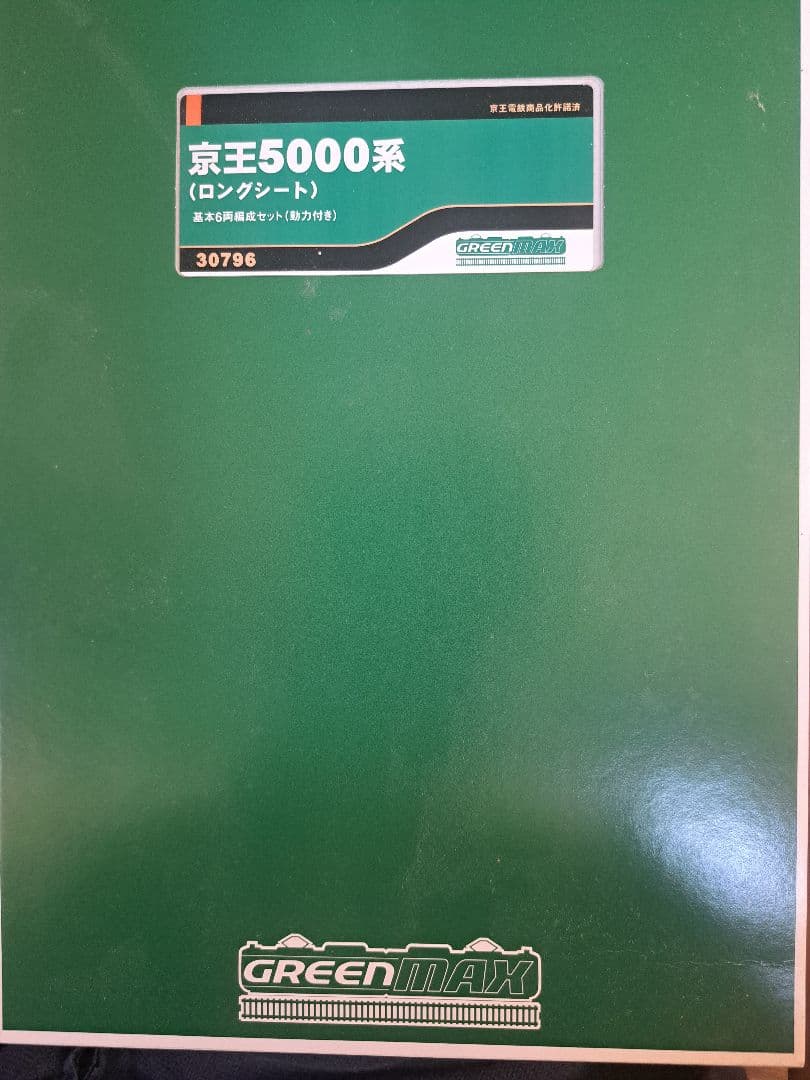 京王電鉄商品化許諾済
京王5000系
（ロングシート）
基本6両編成セット（動力付き）
30796
GREENMAX
GREENMAX